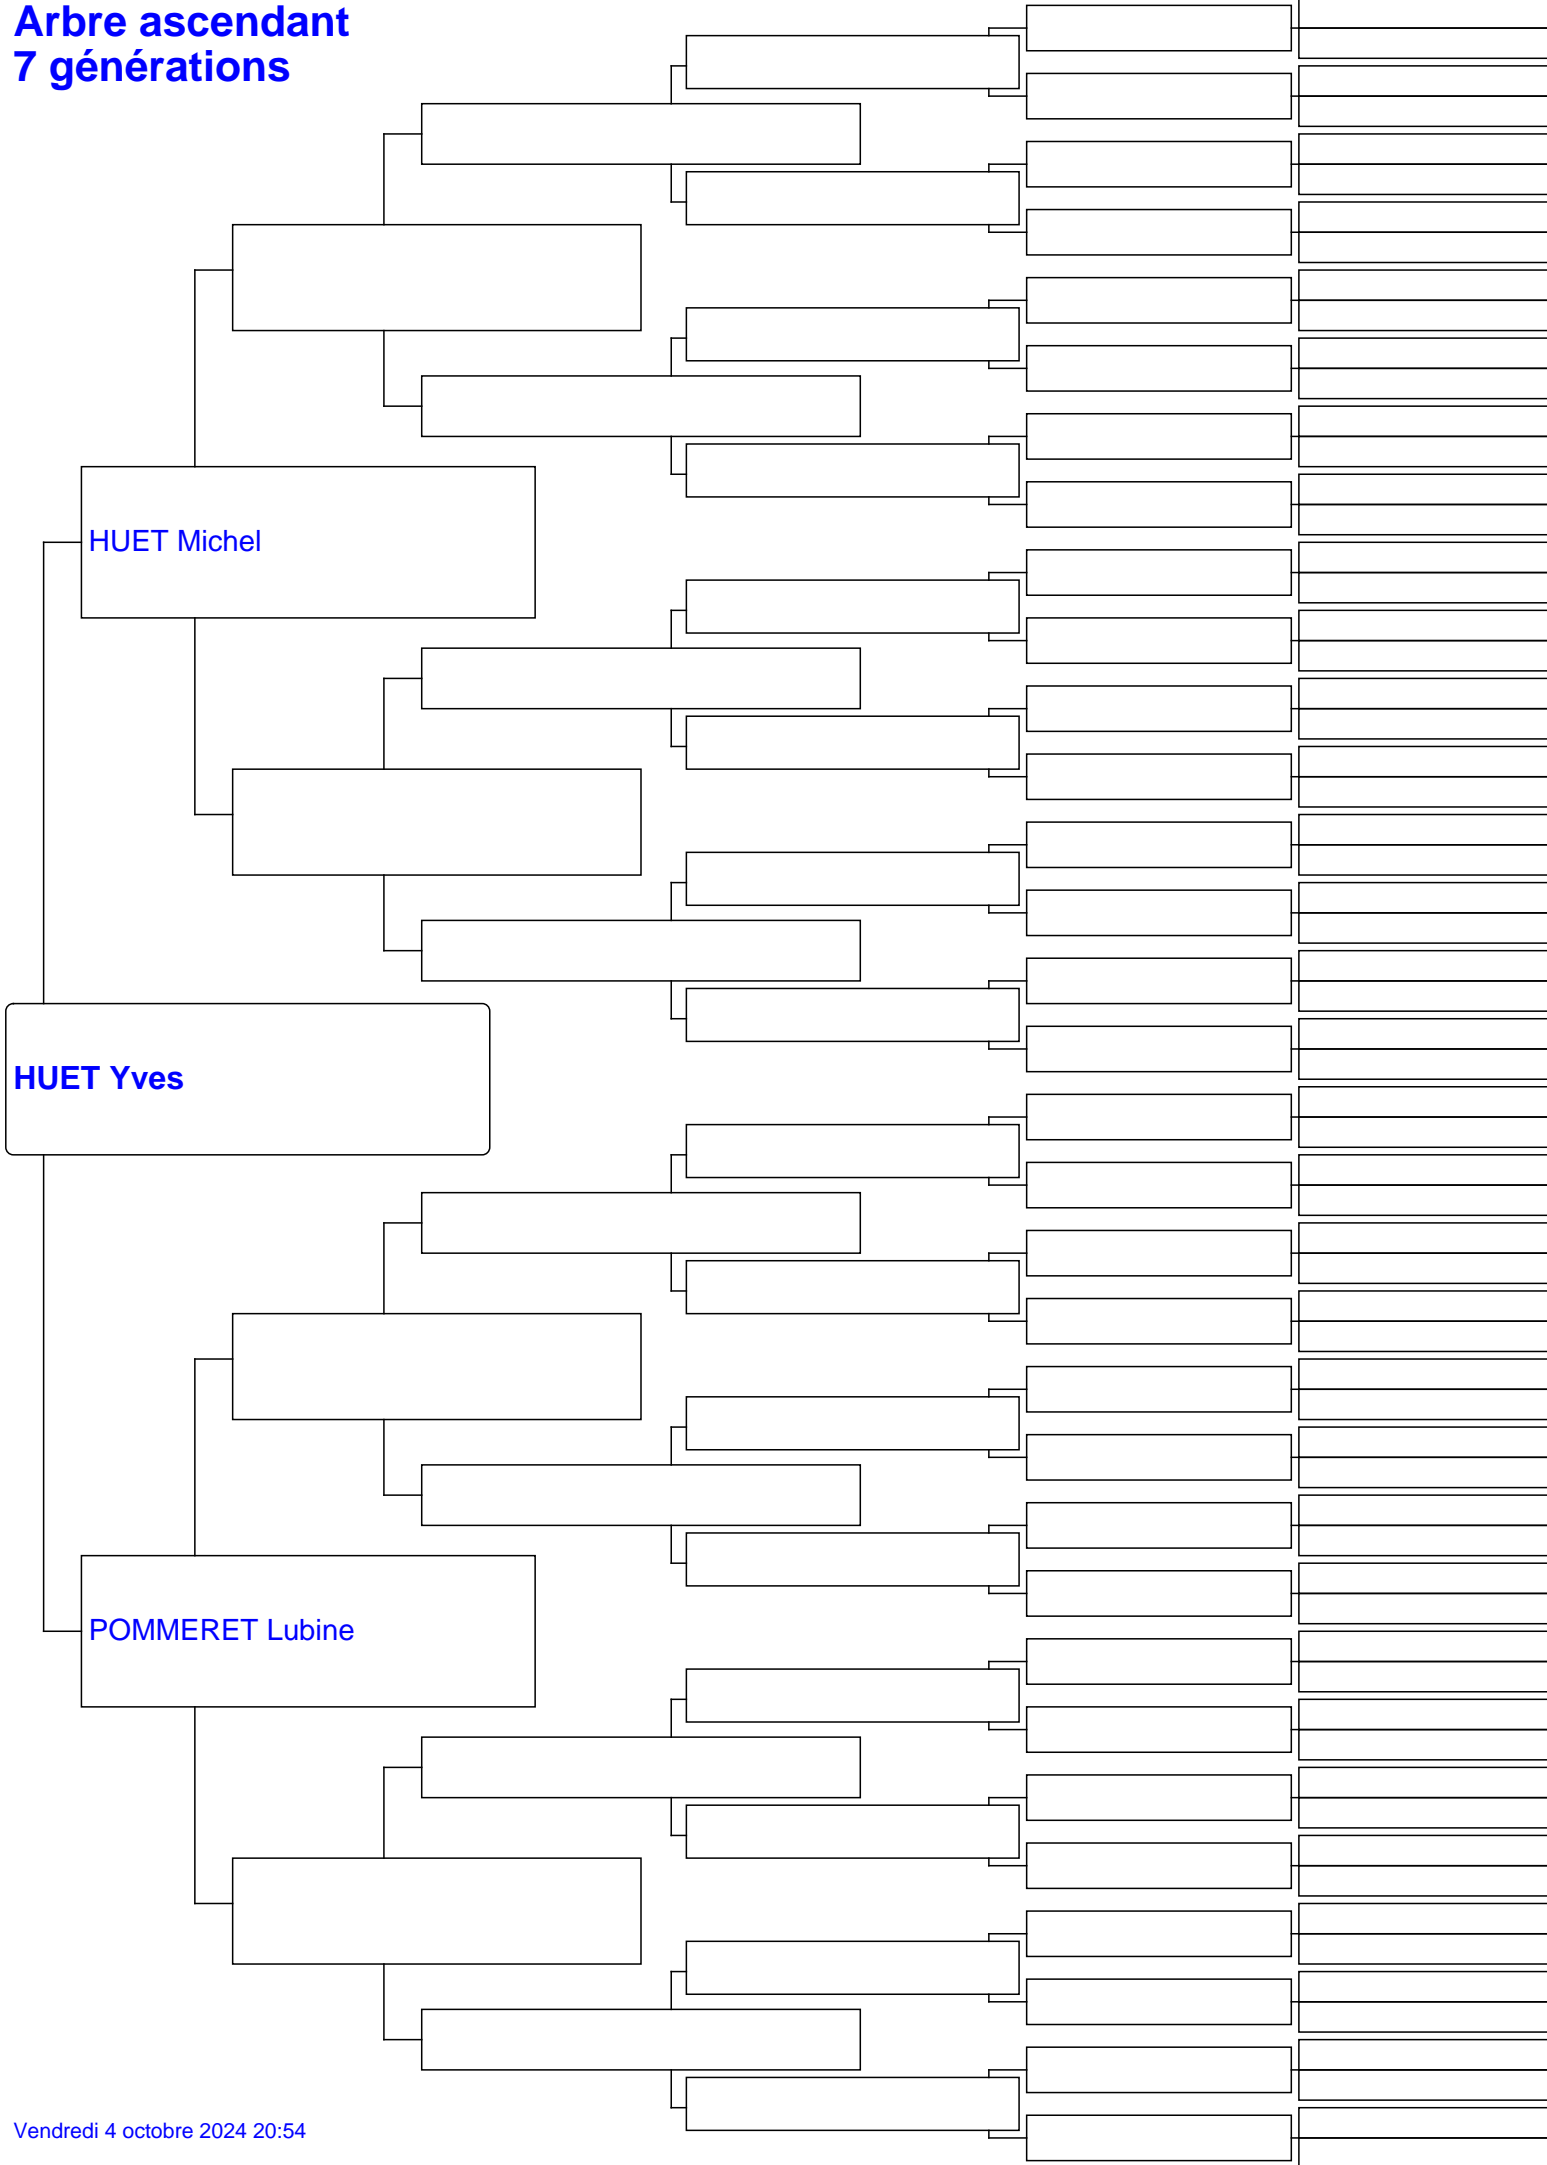 Arbre ascendant
7 générations
HUET Michel
HUET Yves
POMMERET Lubine
Vendredi 4 octobre 2024 20:54